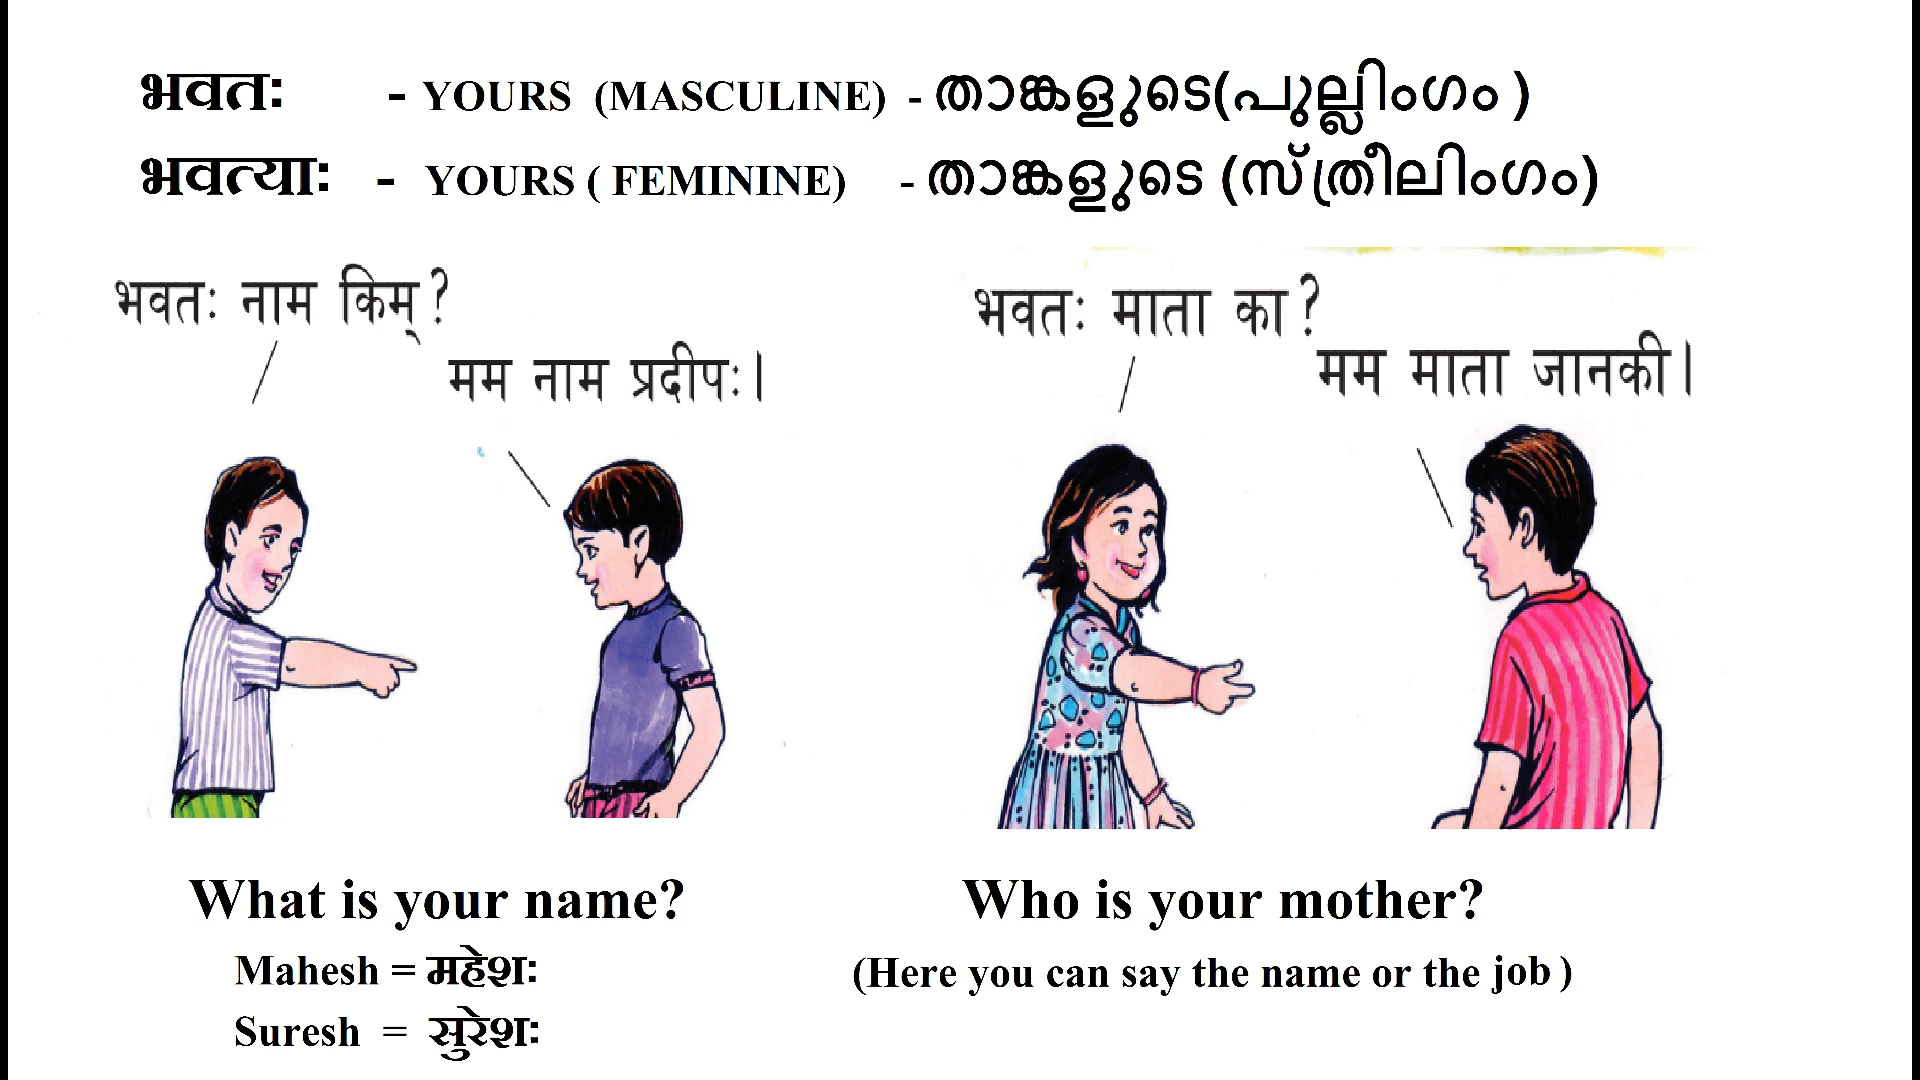 भवतः - YOURS (MASCULINE) - താങ്കളുടെ(പുല്ലിംഗം )
भवत्याः - YOURS ( FEMININE) - താങ്കളുടെ (സ്ത്രീലിംഗം)
भवतः नाम किम्?
मम नाम प्रदीपः।
भवतः माता का?
मम माता जानकी।
What is your name?
Mahesh = महेशः
Suresh = सुरेशः
Who is your mother?
(Here you can say the name or the job )